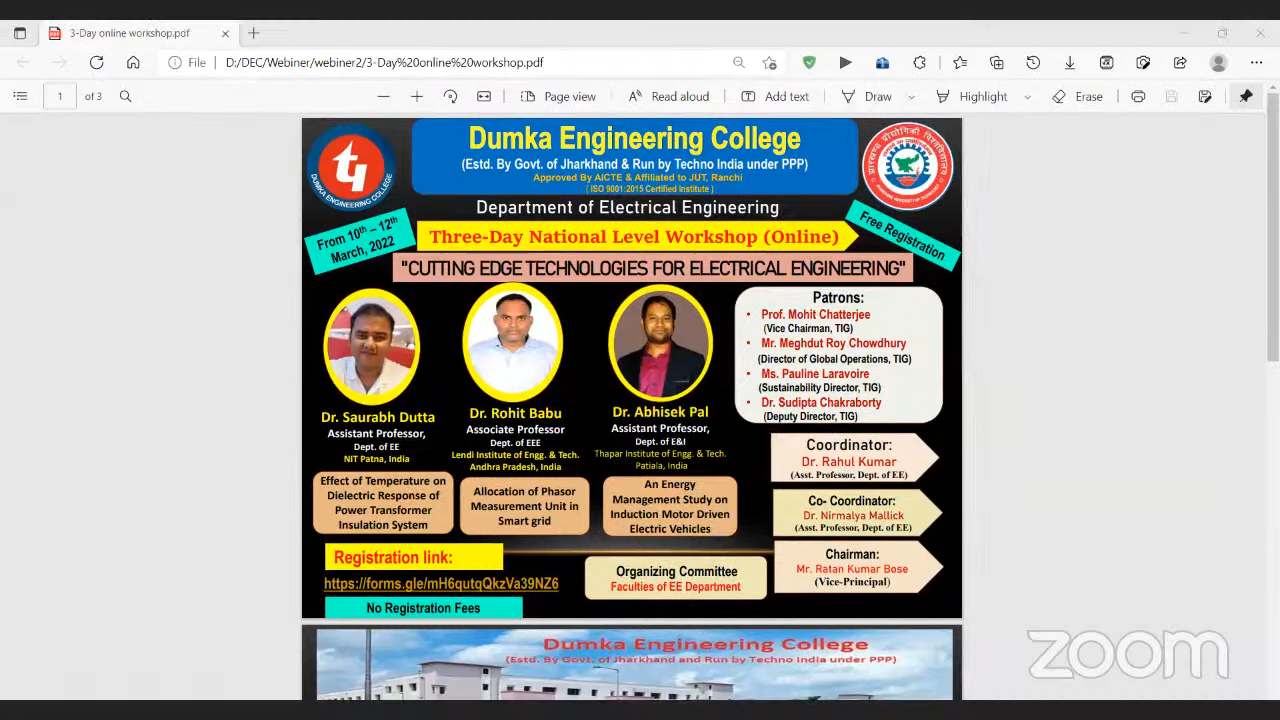 3-Day online workshop.pdf
File
D:/DEC/Webiner/webiner2/3-Day%20online%20workshop.pdf
1 of 3
Page view
Read aloud
Add text
Draw
Highlight
Erase
Dumka Engineering College
(Estd. By Govt. of Jharkhand & Run by Techno India under PPP)
Approved By AICTE & Affiliated to JUT, Ranchi
( ISO 9001:2015 Certified Institute )
DUMKA ENGINEERING COLLEGE
Department of Electrical Engineering
From 10th – 12th
March, 2022
Three-Day National Level Workshop (Online)
Free Registration
"CUTTING EDGE TECHNOLOGIES FOR ELECTRICAL ENGINEERING"
Dr. Saurabh Dutta
Assistant Professor,
Dept. of EE
NIT Patna, India
Effect of Temperature on
Dielectric Response of
Power Transformer
Insulation System
Dr. Rohit Babu
Associate Professor
Dept. of EEE
Lendi Institute of Engg. & Tech.
Andhra Pradesh, India
Allocation of Phasor
Measurement Unit in
Smart grid
Dr. Abhisek Pal
Assistant Professor,
Dept. of E&I
Thapar Institute of Engg. & Tech.
Patiala, India
An Energy
Management Study on
Induction Motor Driven
Electric Vehicles
Patrons:
• Prof. Mohit Chatterjee
(Vice Chairman, TIG)
• Mr. Meghdut Roy Chowdhury
(Director of Global Operations, TIG)
• Ms. Pauline Laravoire
(Sustainability Director, TIG)
• Dr. Sudipta Chakraborty
(Deputy Director, TIG)
Coordinator:
Dr. Rahul Kumar
(Asst. Professor, Dept. of EE)
Co- Coordinator:
Dr. Nirmalya Mallick
(Asst. Professor, Dept. of EE)
Chairman:
Mr. Ratan Kumar Bose
(Vice-Principal)
Registration link:
https://forms.gle/mH6qutqQkzVa39NZ6
No Registration Fees
Organizing Committee
Faculties of EE Department
Dumka Engineering College
(Estd. By Govt. of Jharkhand and Run by Techno India under PPP)
zoom